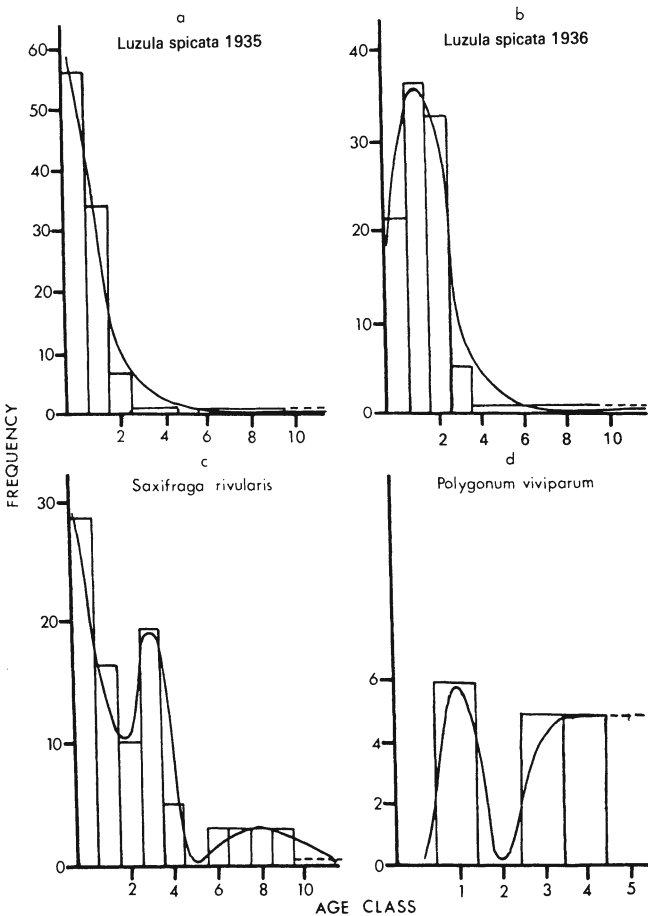 a
Luzula spicata 1935
60
50
40
30
20
10
0
2 4 6 8 10
b
Luzula spicata 1936
40
30
20
10
0
2 4 6 8 10
FREQUENCY
c
Saxifraga rivularis
30
20
10
0
2 4 6 8 10
d
Polygonum viviparum
6
4
2
0
1 2 3 4 5
AGE CLASS